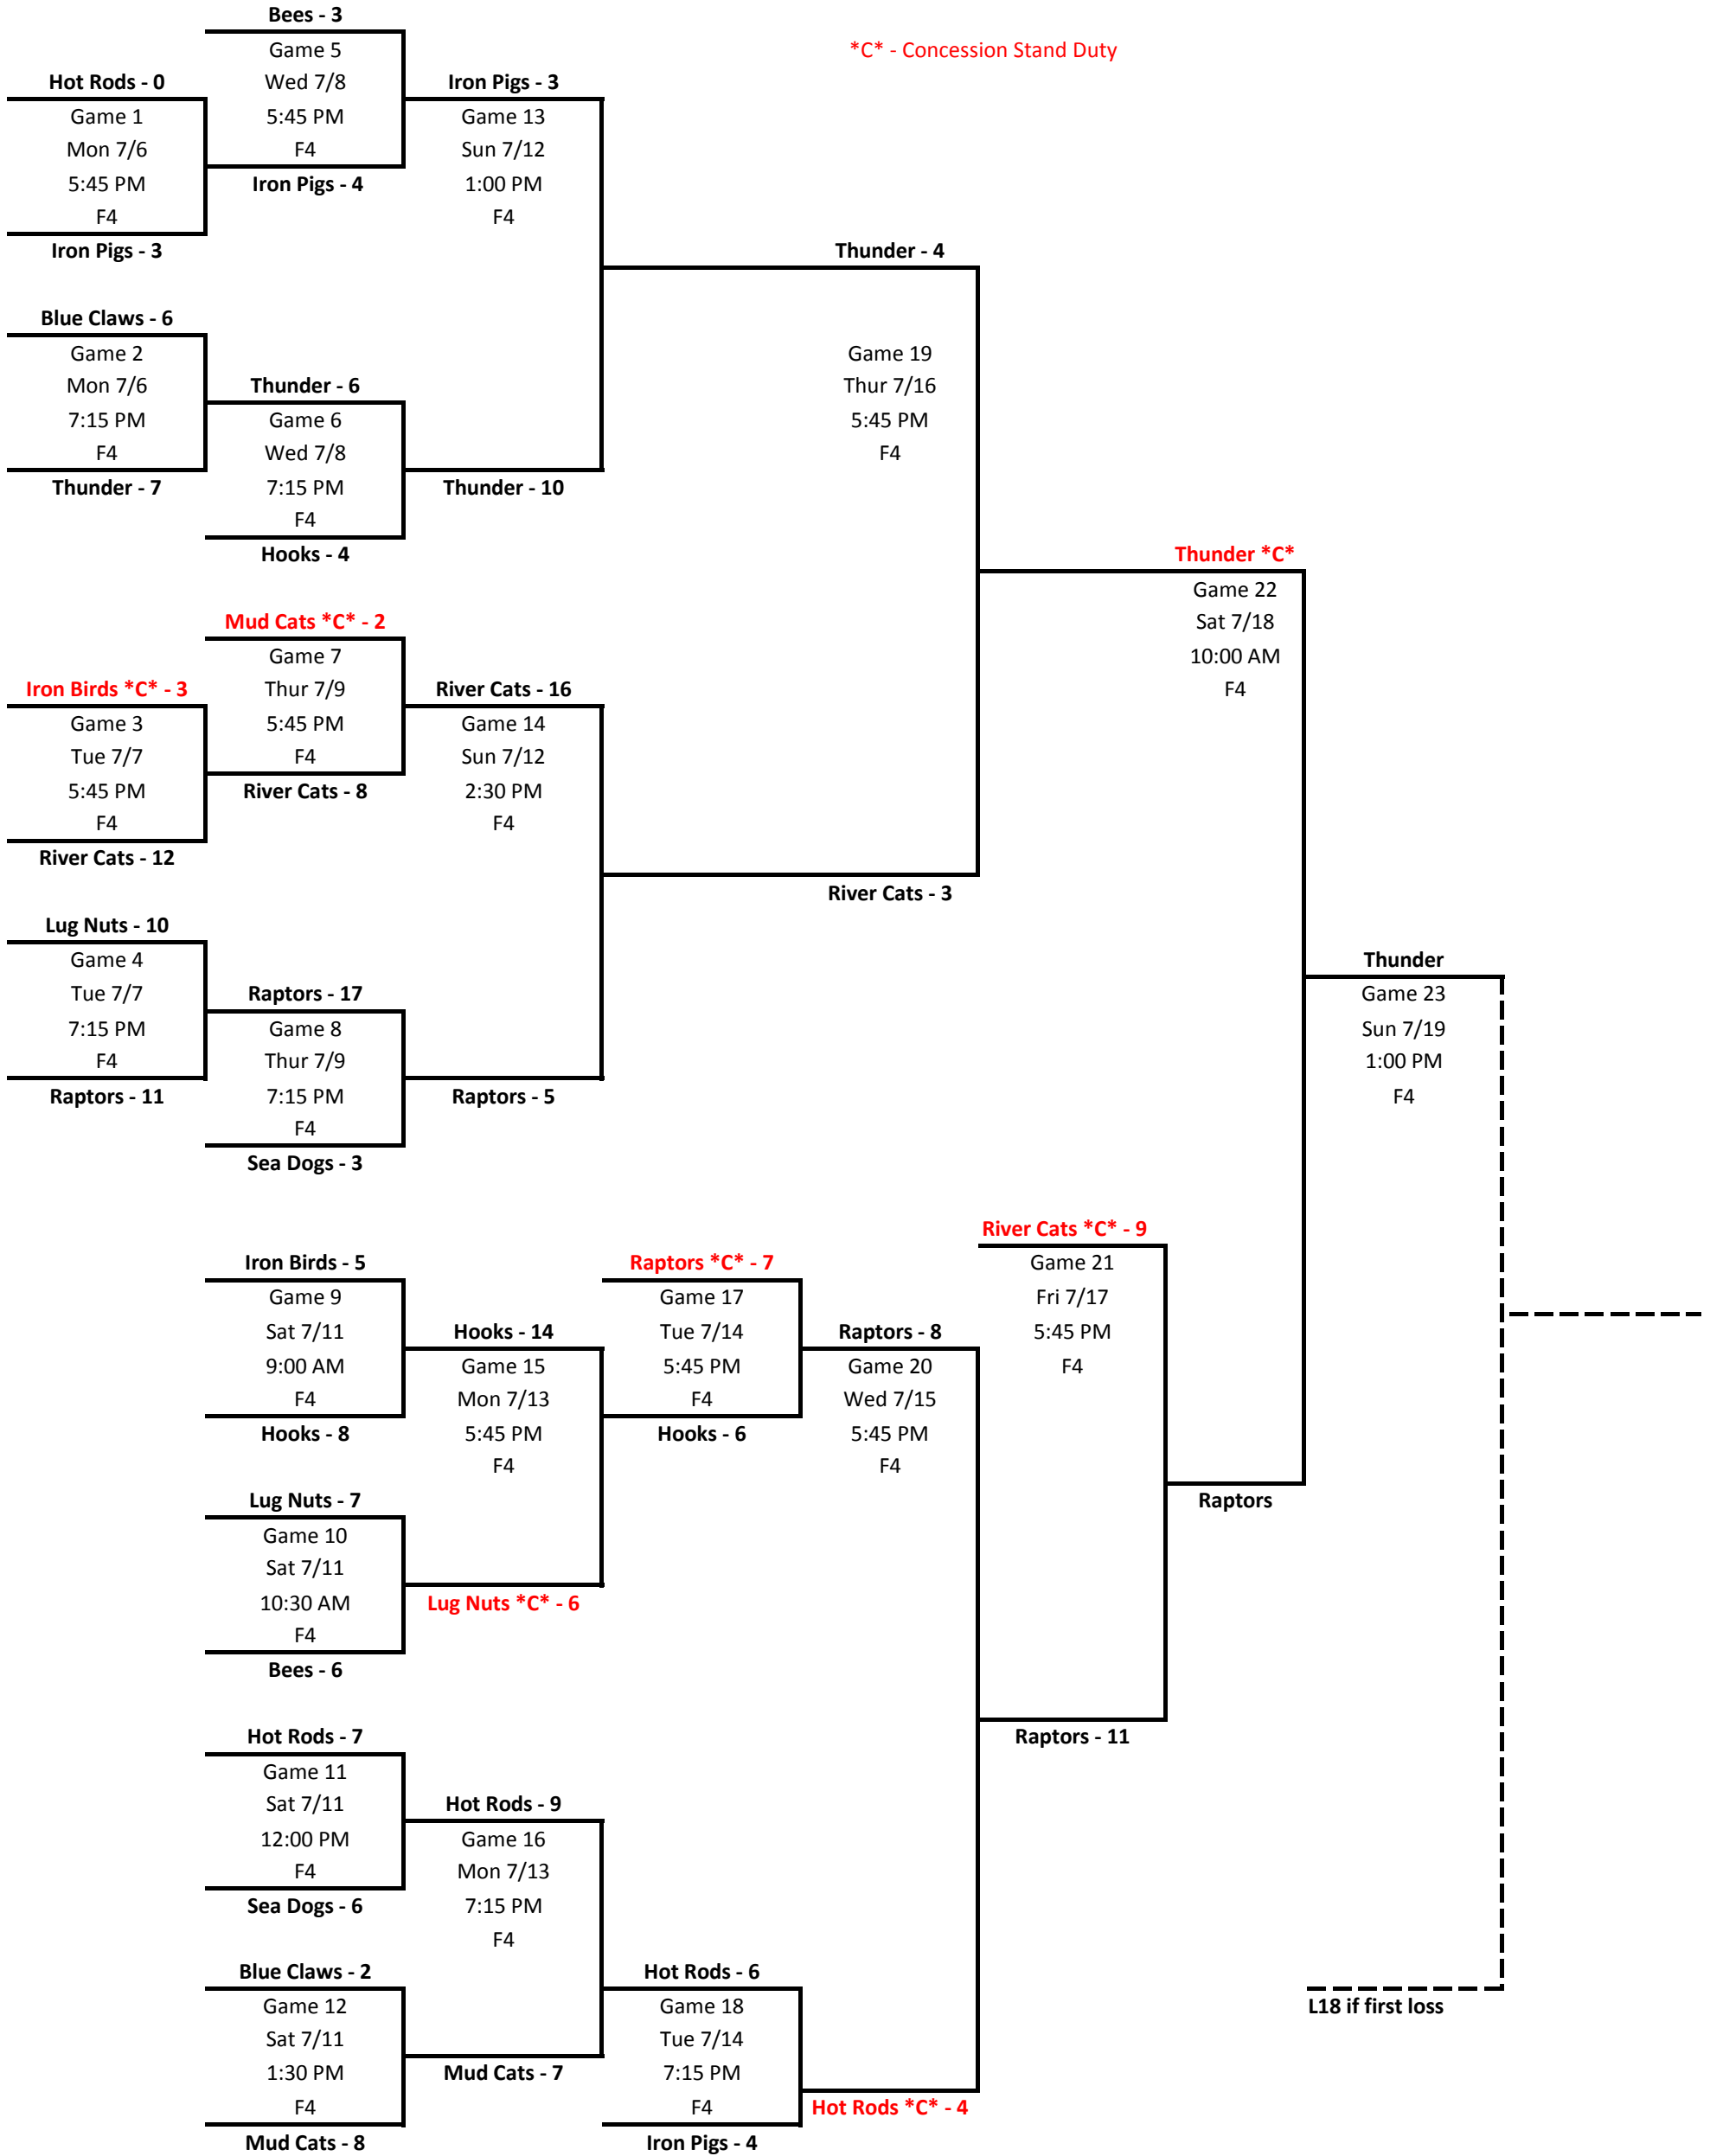 Bees - 3
*C* - Concession Stand Duty
Game 5
Wed 7/8
5:45 PM
F4
Iron Pigs - 4
Hot Rods - 0
Game 1
Mon 7/6
5:45 PM
F4
Iron Pigs - 3
Iron Pigs - 3
Game 13
Sun 7/12
1:00 PM
F4
Thunder - 10
Blue Claws - 6
Game 2
Mon 7/6
7:15 PM
F4
Thunder - 7
Thunder - 6
Game 6
Wed 7/8
7:15 PM
F4
Hooks - 4
Thunder - 4
Game 19
Thur 7/16
5:45 PM
F4
River Cats - 3
Mud Cats *C* - 2
Game 7
Thur 7/9
5:45 PM
F4
River Cats - 8
Iron Birds *C* - 3
Game 3
Tue 7/7
5:45 PM
F4
River Cats - 12
River Cats - 16
Game 14
Sun 7/12
2:30 PM
F4
Raptors - 5
Lug Nuts - 10
Game 4
Tue 7/7
7:15 PM
F4
Raptors - 11
Raptors - 17
Game 8
Thur 7/9
7:15 PM
F4
Sea Dogs - 3
Thunder *C*
Game 22
Sat 7/18
10:00 AM
F4
Raptors
Thunder
Game 23
Sun 7/19
1:00 PM
F4
L18 if first loss
Iron Birds - 5
Game 9
Sat 7/11
9:00 AM
F4
Hooks - 8
Hooks - 14
Game 15
Mon 7/13
5:45 PM
F4
Lug Nuts *C* - 6
Lug Nuts - 7
Game 10
Sat 7/11
10:30 AM
F4
Bees - 6
Raptors *C* - 7
Game 17
Tue 7/14
5:45 PM
F4
Hooks - 6
Raptors - 8
Game 20
Wed 7/15
5:45 PM
F4
Hot Rods *C* - 4
River Cats *C* - 9
Game 21
Fri 7/17
5:45 PM
F4
Raptors - 11
Hot Rods - 7
Game 11
Sat 7/11
12:00 PM
F4
Sea Dogs - 6
Hot Rods - 9
Game 16
Mon 7/13
7:15 PM
F4
Mud Cats - 7
Blue Claws - 2
Game 12
Sat 7/11
1:30 PM
F4
Mud Cats - 8
Hot Rods - 6
Game 18
Tue 7/14
7:15 PM
F4
Iron Pigs - 4